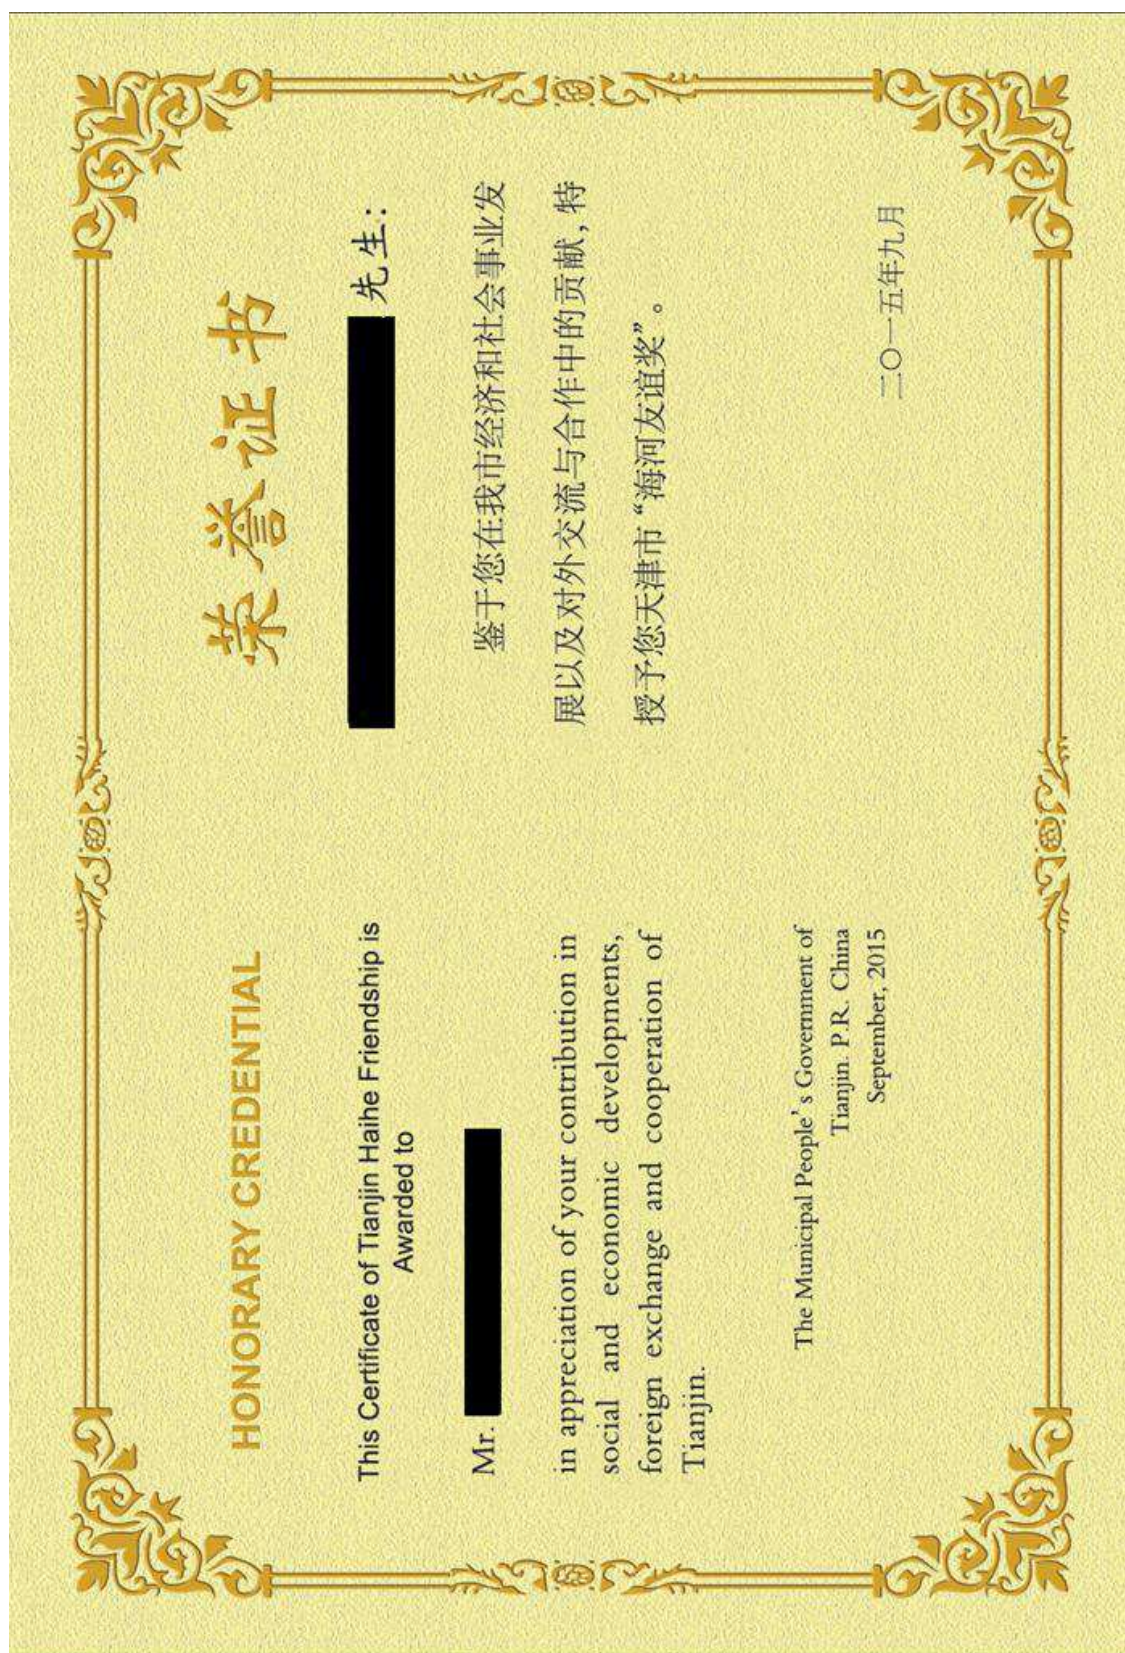 HONORARY CREDENTIAL
This Certificate of Tianjin Haihe Friendship is
Awarded to
Mr.
in appreciation of your contribution in
social and economic developments,
foreign exchange and cooperation of
Tianjin.
The Municipal People’s Government of
Tianjin. P.R. China
September, 2015
荣誉证书
先生：
鉴于您在我市经济和社会事业发
展以及对外交流与合作中的贡献，特
授予您天津市“海河友谊奖”。
二〇一五年九月